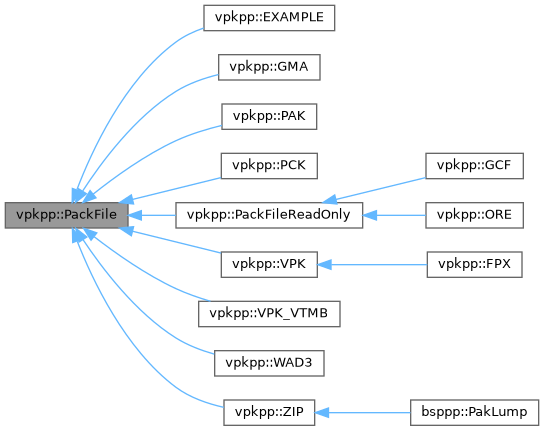 vpkpp::EXAMPLE
vpkpp::GMA
vpkpp::PAK
vpkpp::PCK
vpkpp::GCF
vpkpp::PackFile
vpkpp::PackFileReadOnly
vpkpp::ORE
vpkpp::VPK
vpkpp::FPX
vpkpp::VPK_VTMB
vpkpp::WAD3
vpkpp::ZIP
bsppp::PakLump